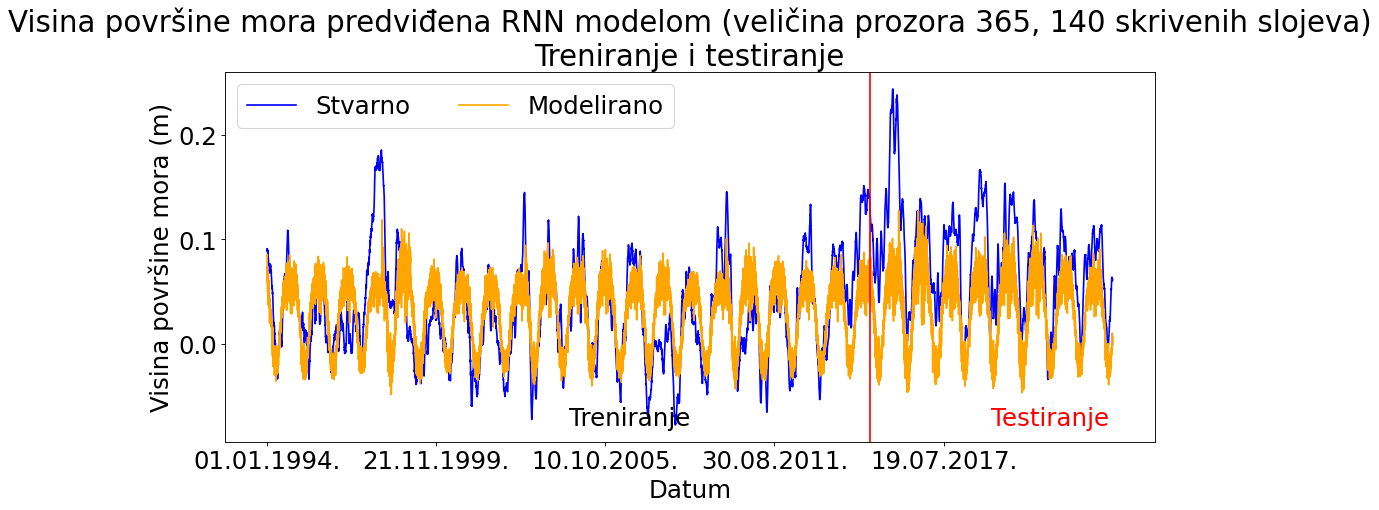 Visina površine mora predviđena RNN modelom (veličina prozora 365, 140 skrivenih slojeva)
Treniranje i testiranje
Stvarno
Modelirano
Visina površine mora (m)
0.2
0.1
0.0
Treniranje
Testiranje
01.01.1994.
21.11.1999.
10.10.2005.
30.08.2011.
19.07.2017.
Datum